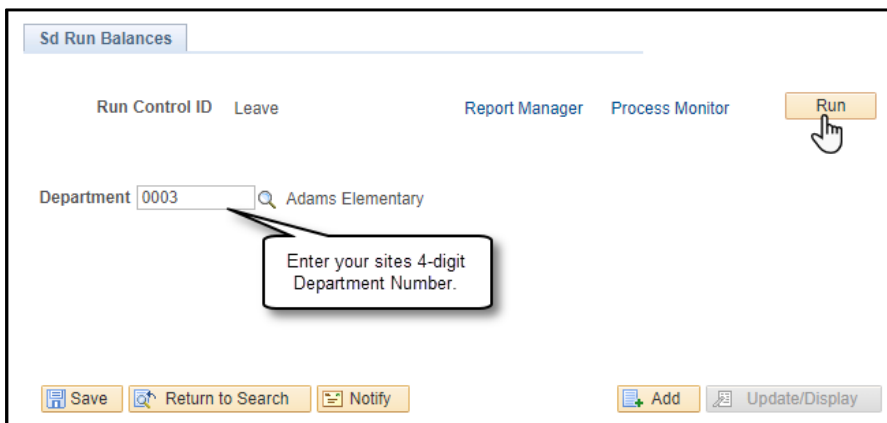 Sd Run Balances
Run Control ID Leave Report Manager Process Monitor Run
Department 0003 Adams Elementary
Enter your sites 4-digit
Department Number.
Save Return to Search Notify Add Update/Display